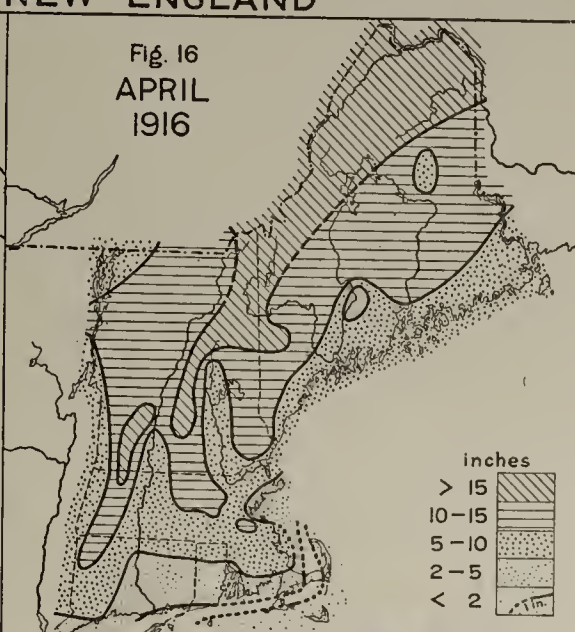 NEW ENGLAND
Fig. 16
APRIL
1916
inches
> 15
10-15
5-10
2-5
< 2
1 in.